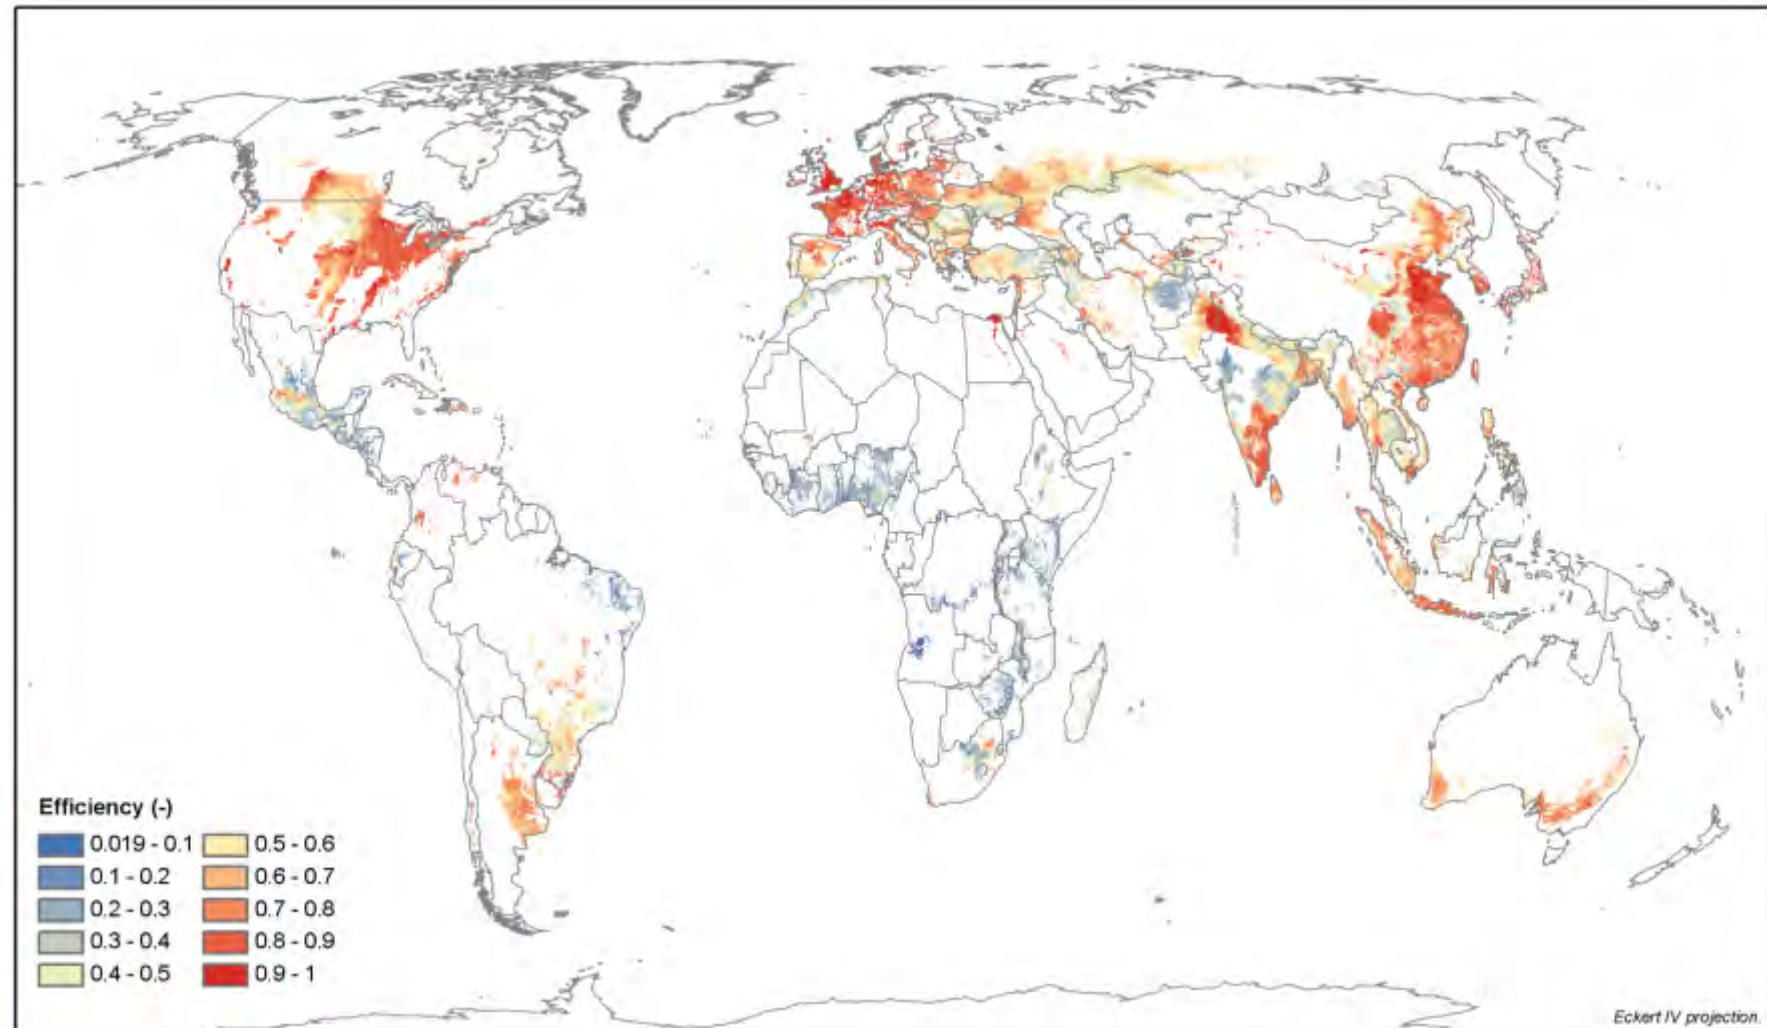 Efficiency (-)
0.019 - 0.1
0.1 - 0.2
0.2 - 0.3
0.3 - 0.4
0.4 - 0.5
0.5 - 0.6
0.6 - 0.7
0.7 - 0.8
0.8 - 0.9
0.9 - 1
Eckert IV projection.